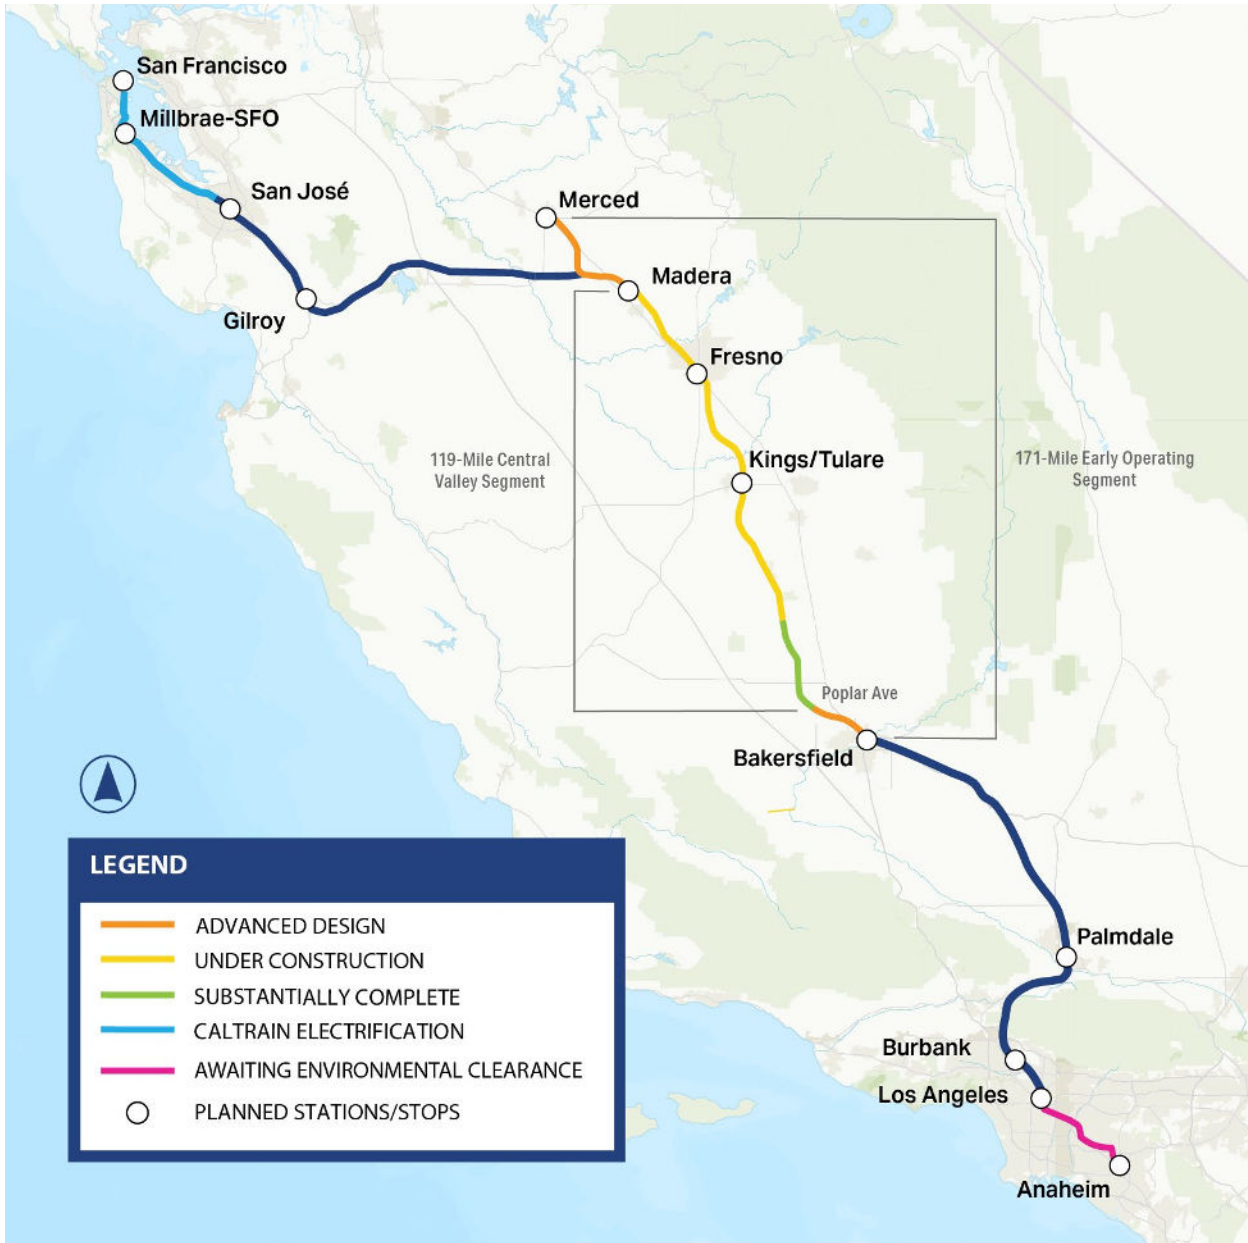 San Francisco
Millbrae-SFO
San José
Merced
Gilroy
Madera
Fresno
119-Mile Central
Valley Segment
Kings/Tulare
171-Mile Early Operating
Segment
Poplar Ave
Bakersfield
Palmdale
Burbank
Los Angeles
Anaheim
LEGEND
ADVANCED DESIGN
UNDER CONSTRUCTION
SUBSTANTIALLY COMPLETE
CALTRAIN ELECTRIFICATION
AWAITING ENVIRONMENTAL CLEARANCE
PLANNED STATIONS/STOPS